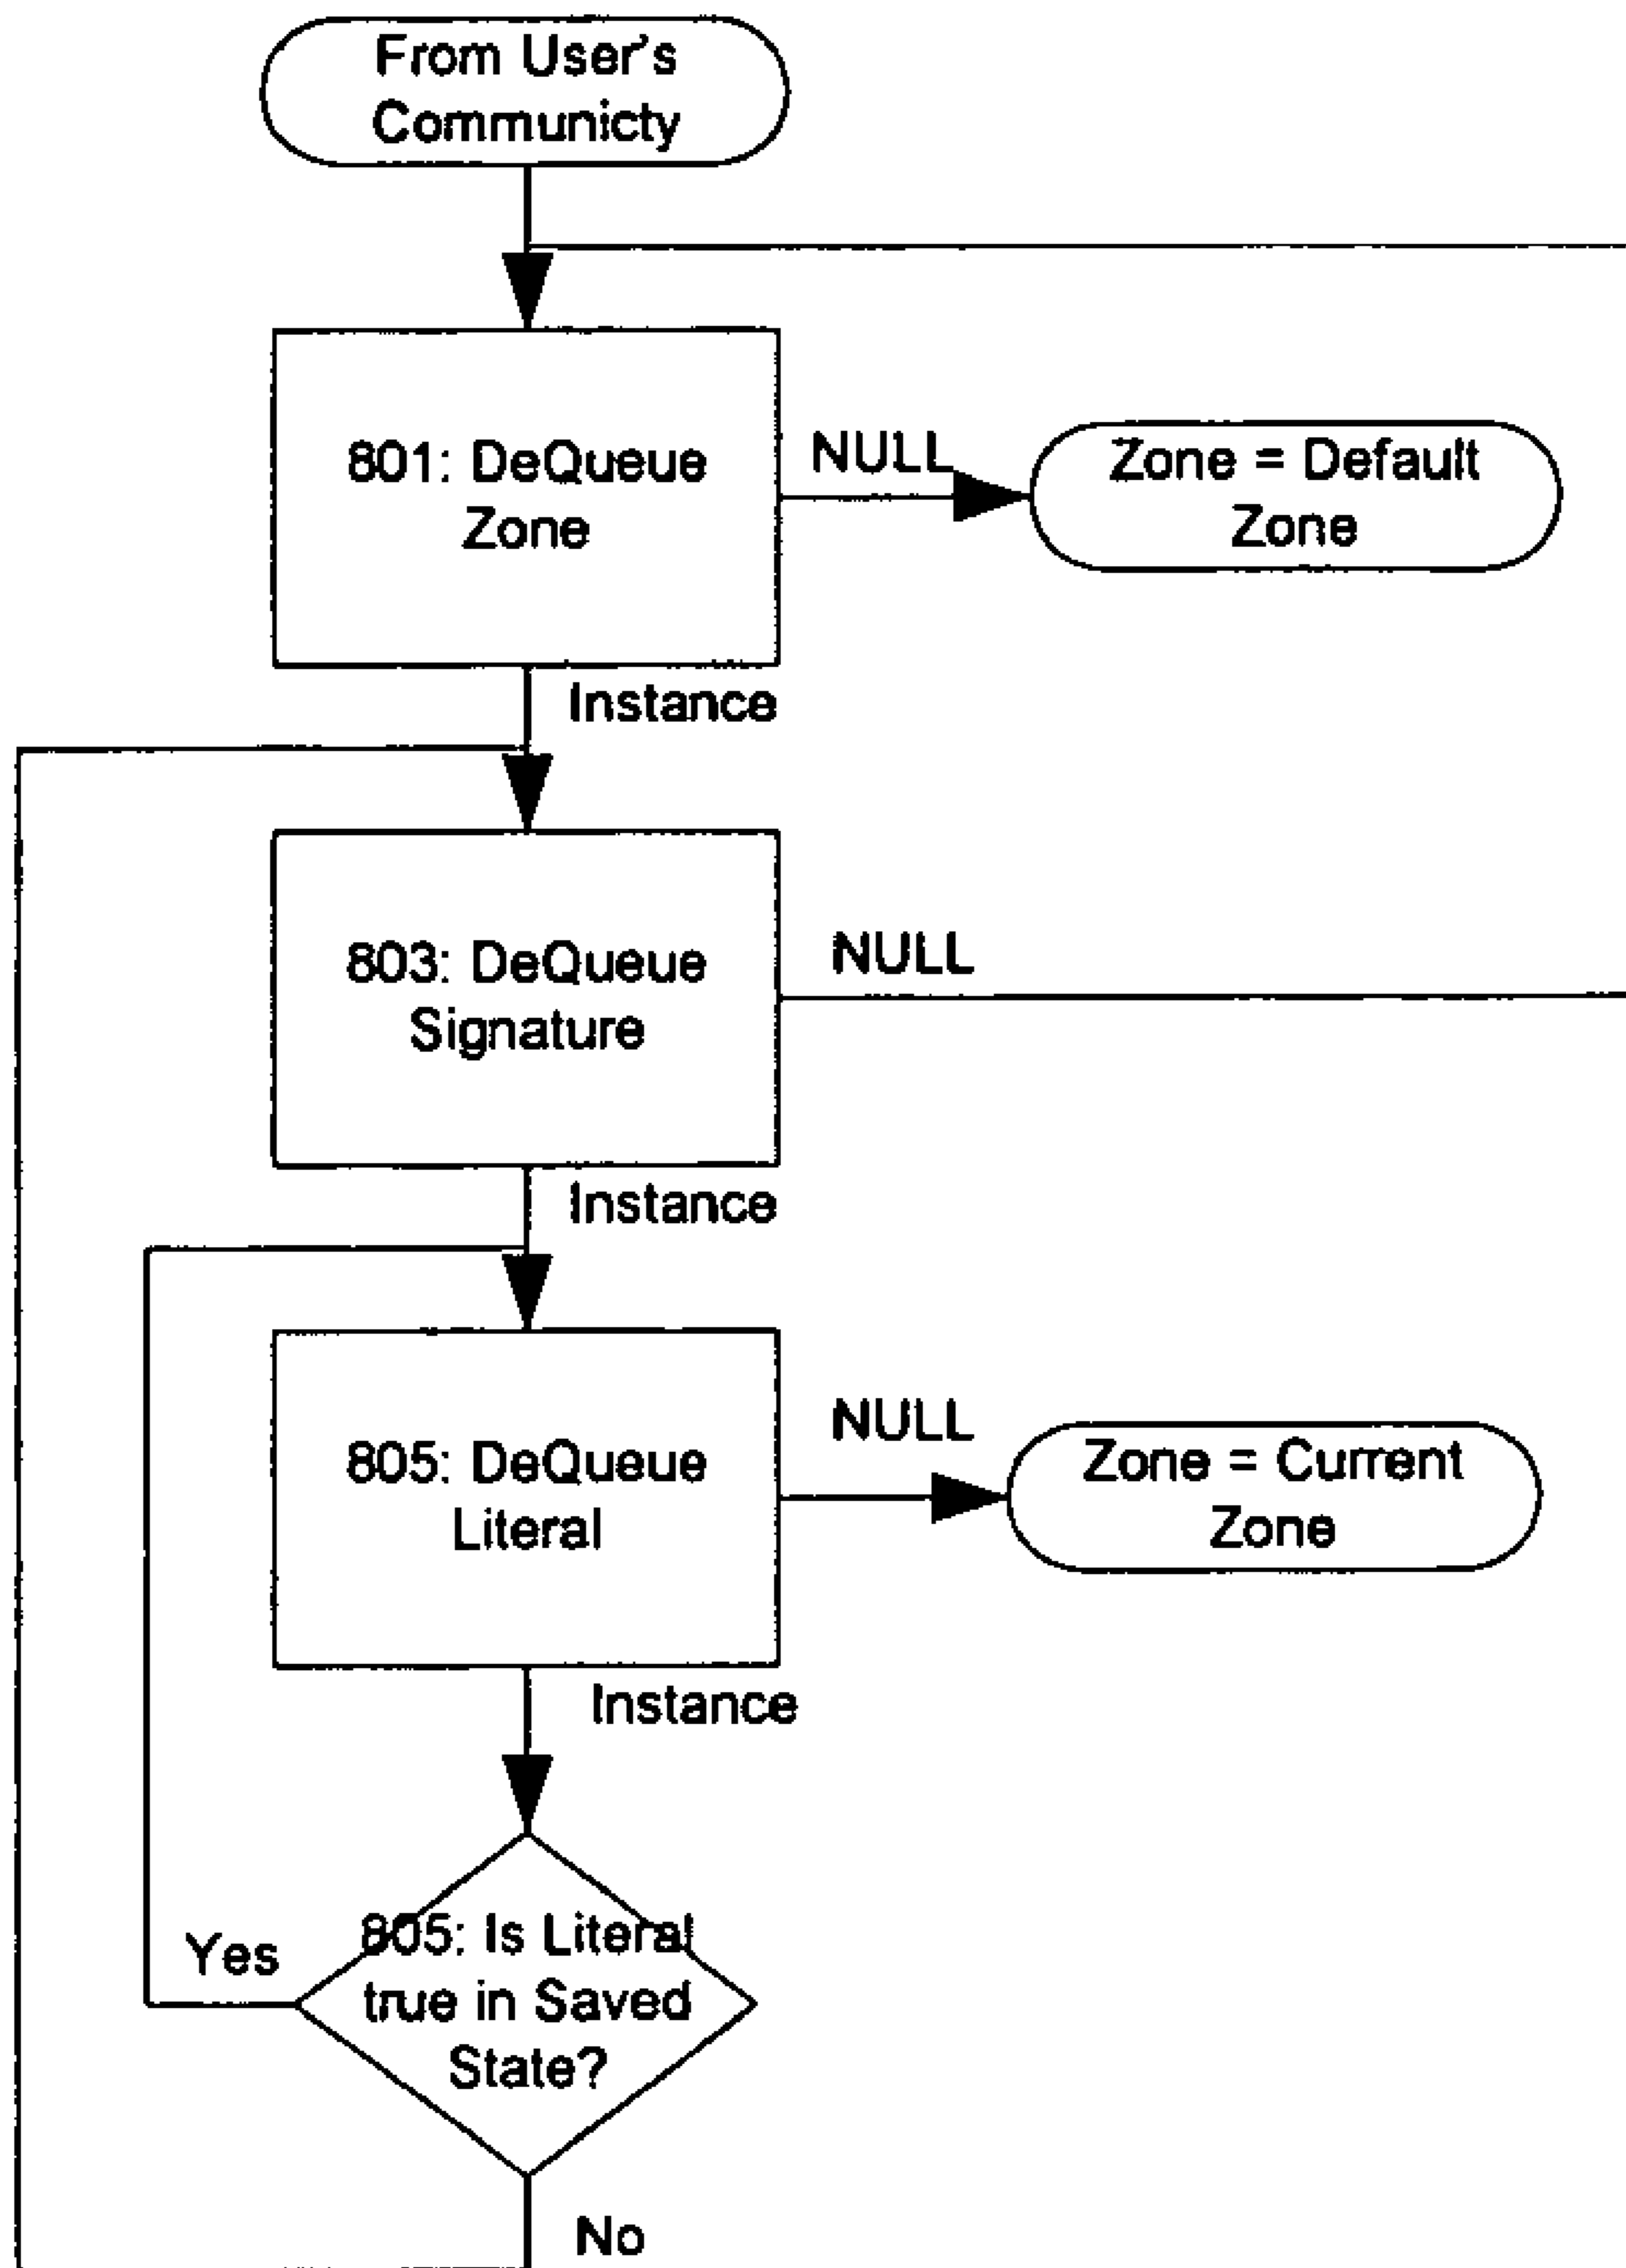 From User's
Communicty
801: DeQueue
Zone
NULL
Zone = Default
Zone
Instance
803: DeQueue
Signature
NULL
Instance
805: DeQueue
Literal
NULL
Zone = Current
Zone
Instance
805: Is Literal
true in Saved
State?
Yes
No